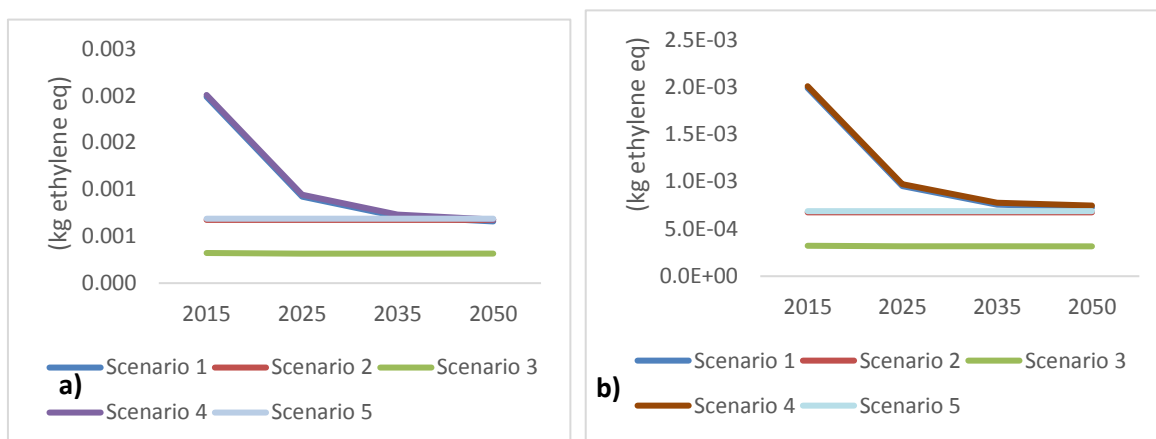 (kg ethylene eq)
0.003
0.002
0.002
0.001
0.001
0.000
2015 2025 2035 2050
Scenario 1 Scenario 2 Scenario 3
Scenario 4 Scenario 5
a)
(kg ethylene eq)
2.5E-03
2.0E-03
1.5E-03
1.0E-03
5.0E-04
0.0E+00
2015 2025 2035 2050
Scenario 1 Scenario 2 Scenario 3
Scenario 4 Scenario 5
b)